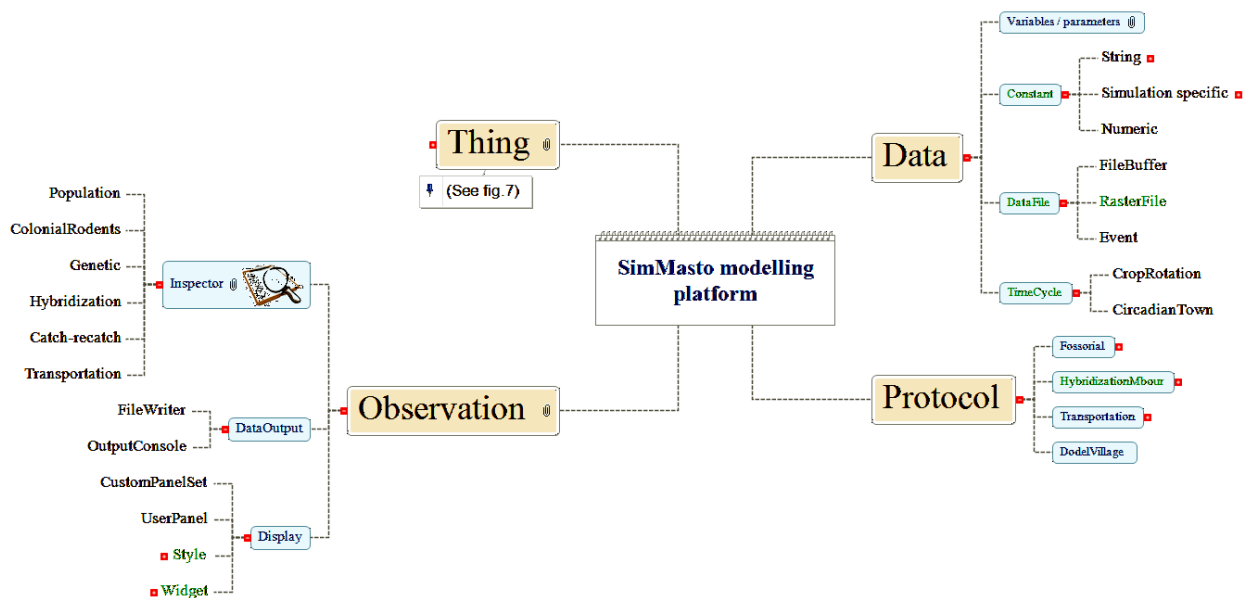 SimMasto modelling
platform
Thing
(See fig.7)
Data
Variables / parameters
Constant
String
Simulation specific
Numeric
DataFile
FileBuffer
RasterFile
Event
TimeCycle
CropRotation
CircadianTown
Protocol
Fossorial
HybridizationMbour
Transportation
DodelVillage
Observation
Inspector
Population
ColonialRodents
Genetic
Hybridization
Catch-recatch
Transportation
DataOutput
FileWriter
OutputConsole
Display
CustomPanelSet
UserPanel
Style
Widget